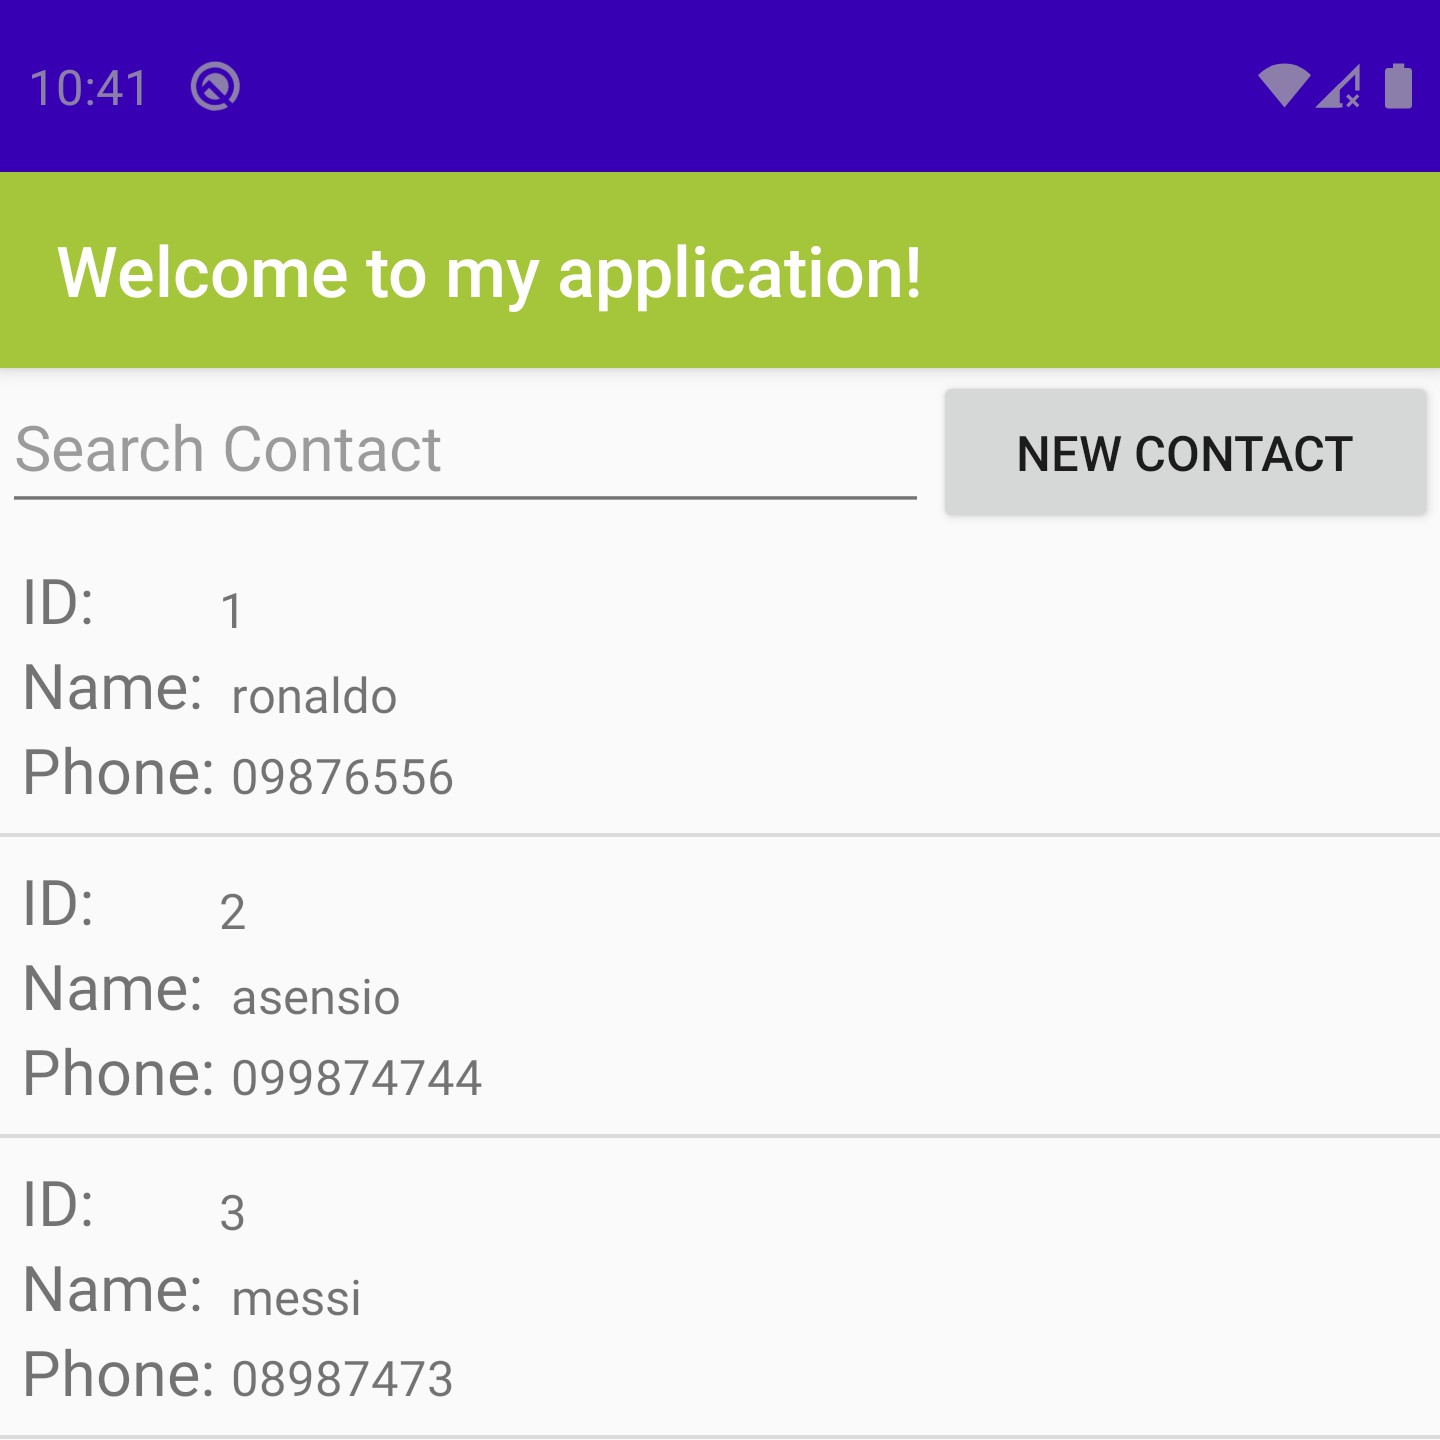 10:41
Welcome to my application!
Search Contact
NEW CONTACT
ID: 1
Name: ronaldo
Phone: 09876556
ID: 2
Name: asensio
Phone: 099874744
ID: 3
Name: messi
Phone: 08987473